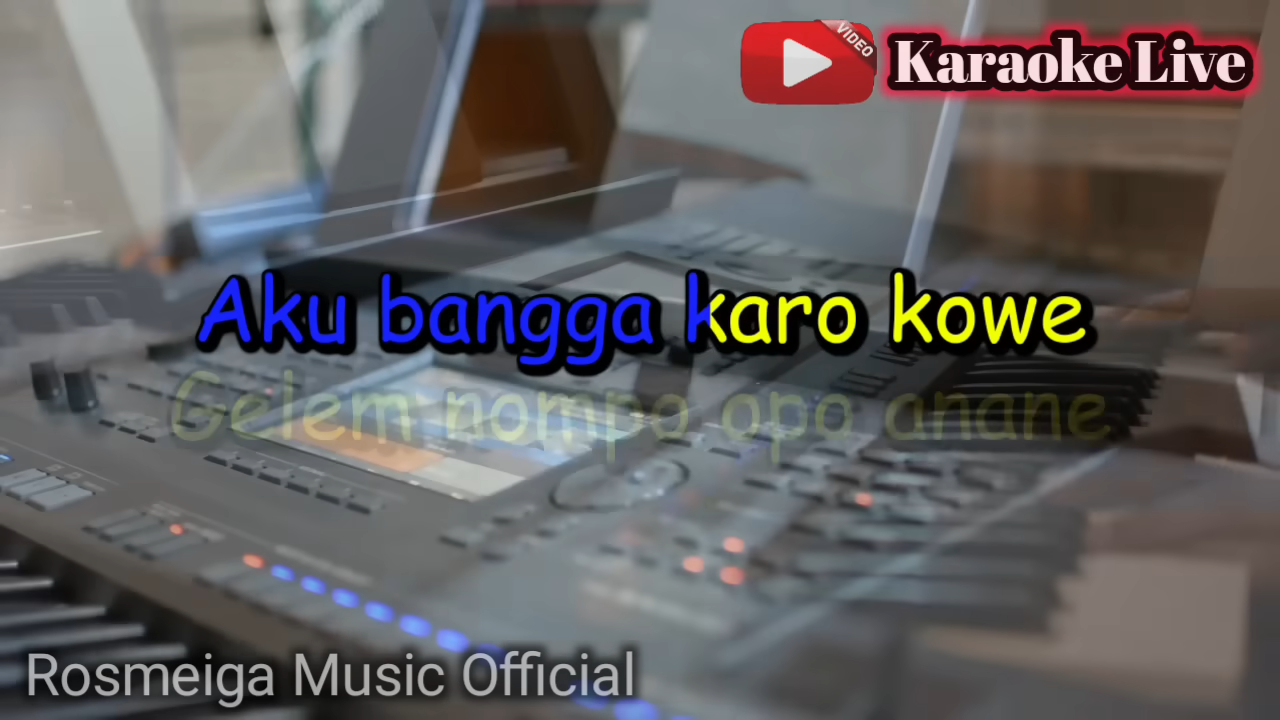 VIDEO
Karaoke Live
Aku bangga karo kowe
Gelem nompo opo anane
Rosmeiga Music Official